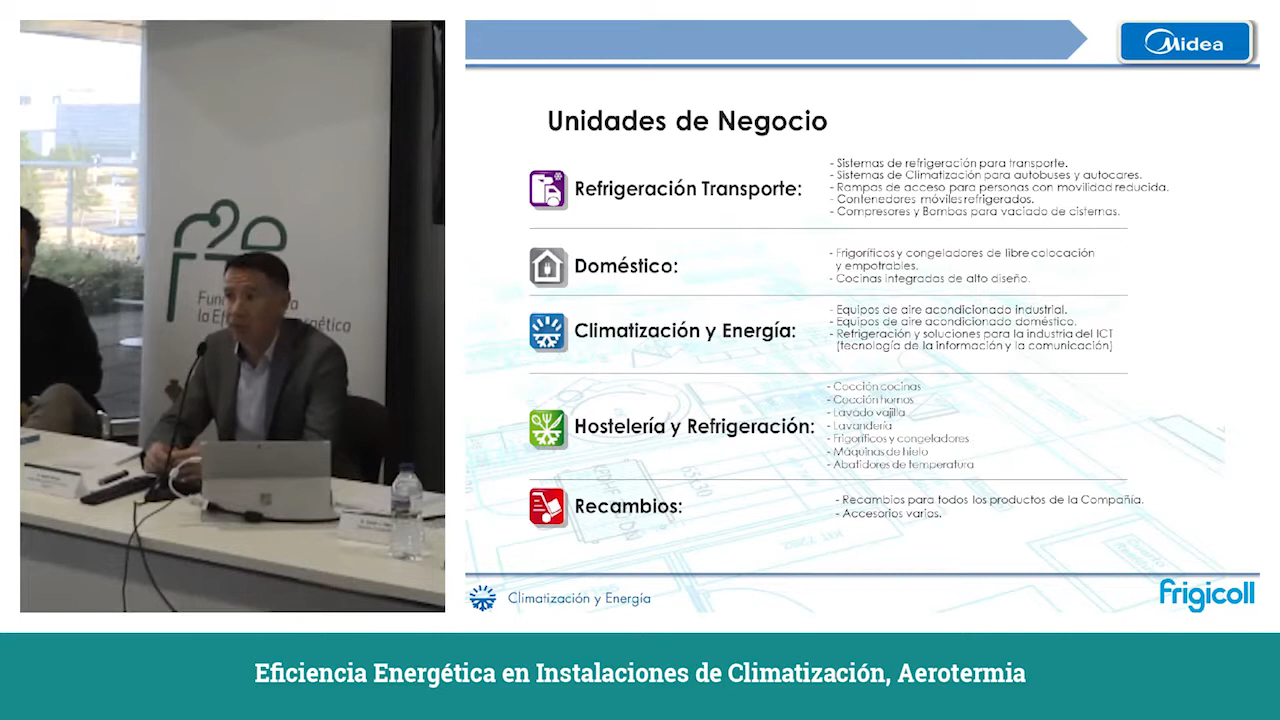 Midea
Unidades de Negocio
Refrigeración Transporte:
- Sistemas de refrigeración para transporte.
- Sistemas de Climatización para autobuses y autocares.
- Rampas de acceso para personas con movilidad reducida.
- Contenedores móviles refrigerados.
- Compresores y Bombas para vaciado de cisternas.
Doméstico:
- Frigoríficos y congeladores de libre colocación
y empotrables.
- Cocinas integradas de alto diseño.
Climatización y Energía:
- Equipos de aire acondicionado industrial.
- Equipos de aire acondicionado doméstico.
- Refrigeración y soluciones para la industria del ICT
(tecnología de la información y la comunicación)
Hostelería y Refrigeración:
- Cocción cocinas
- Cocción hornos
- Lavado vajilla
- Lavandería
- Frigoríficos y congeladores
- Máquinas de hielo
- Abatidores de temperatura
Recambios:
- Recambios para todos los productos de la Compañía.
- Accesorios varios.
Climatización y Energía
frigicoll
Eficiencia Energética en Instalaciones de Climatización, Aerotermia